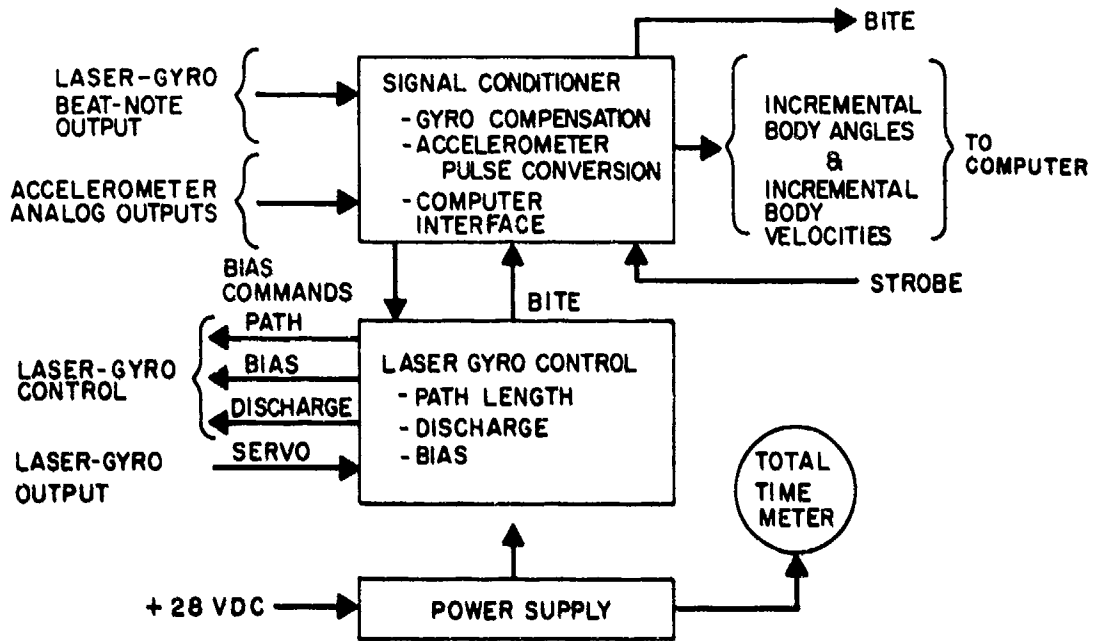 BITE
LASER-GYRO
BEAT-NOTE
OUTPUT
ACCELEROMETER
ANALOG OUTPUTS
SIGNAL CONDITIONER
- GYRO COMPENSATION
- ACCELEROMETER
PULSE CONVERSION
- COMPUTER
INTERFACE
INCREMENTAL
BODY ANGLES
&
INCREMENTAL
BODY
VELOCITIES
TO
COMPUTER
STROBE
BIAS
COMMANDS
BITE
LASER-GYRO
CONTROL
PATH
BIAS
DISCHARGE
LASER-GYRO
OUTPUT
SERVO
LASER GYRO CONTROL
- PATH LENGTH
- DISCHARGE
- BIAS
TOTAL
TIME
METER
+ 28 VDC
POWER SUPPLY